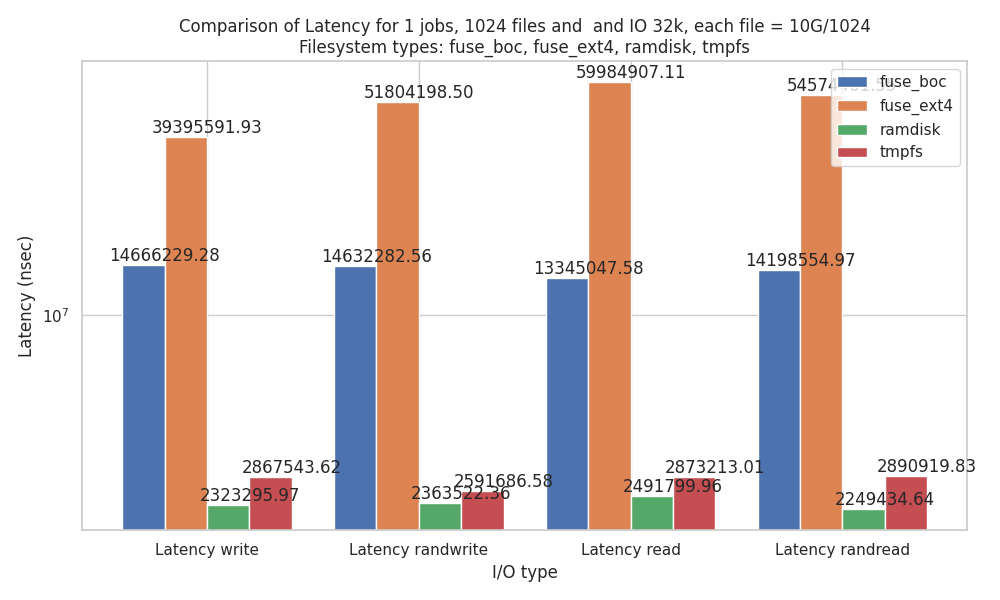 Comparison of Latency for 1 jobs, 1024 files and  and IO 32k, each file = 10G/1024
Filesystem types: fuse_boc, fuse_ext4, ramdisk, tmpfs
fuse_boc
fuse_ext4
ramdisk
tmpfs
Latency (nsec)
10^7
14666229.28
39395591.93
2323295.97
2867543.62
14632282.56
51804198.50
2363522.36
2591686.58
13345047.58
59984907.11
2491799.96
2873213.01
14198554.97
2249434.64
2890919.83
Latency write
Latency randwrite
Latency read
Latency randread
I/O type